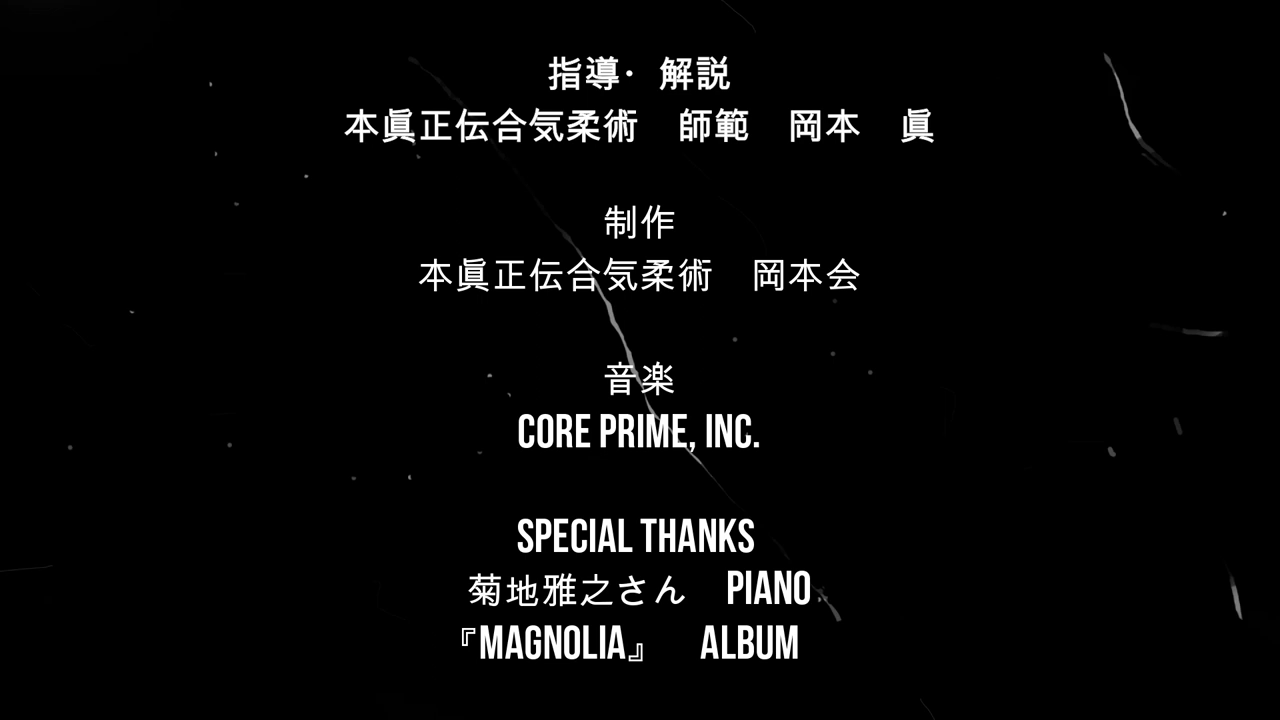 指導・ 解説
本眞正伝合気柔術　師範　岡本　眞
制作
本眞正伝合気柔術　岡本会
音楽
CORE PRIME, INC.
SPECIAL THANKS
菊地雅之さん　PIANO
『MAGNOLIA』　ALBUM